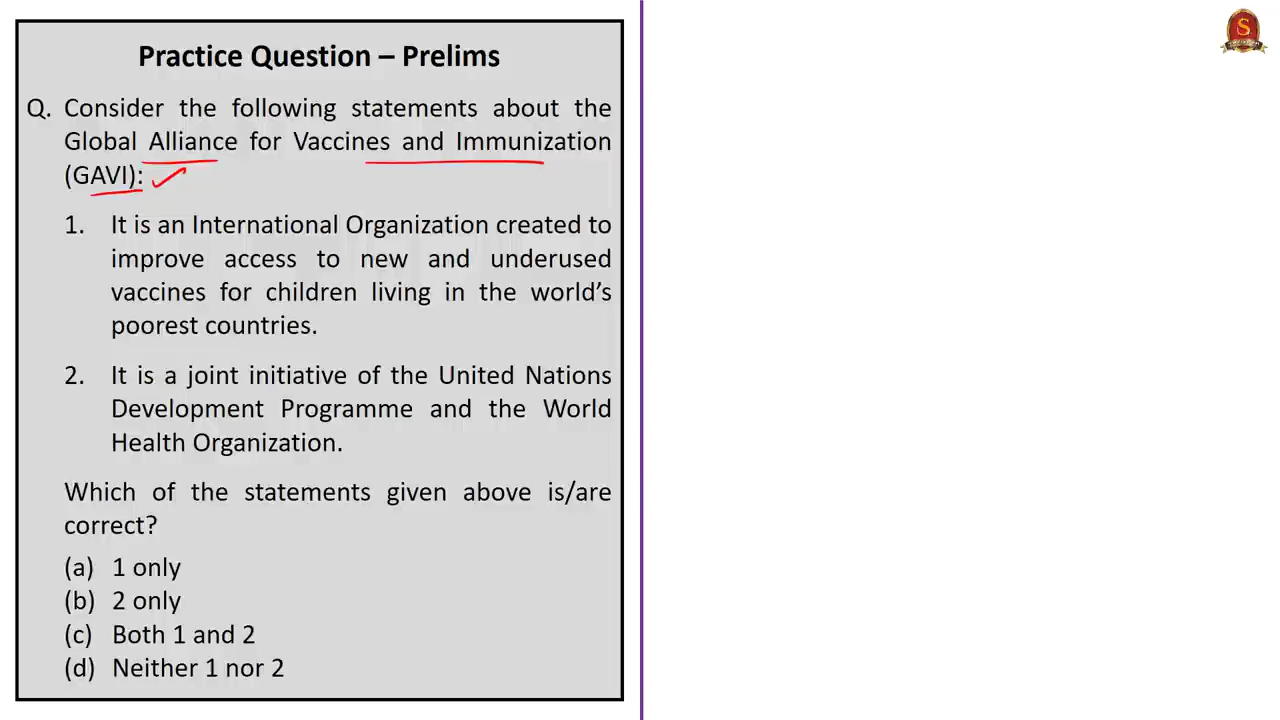 Practice Question – Prelims
Q. Consider the following statements about the
Global Alliance for Vaccines and Immunization
(GAVI):
1. It is an International Organization created to
improve access to new and underused
vaccines for children living in the world's
poorest countries.
2. It is a joint initiative of the United Nations
Development Programme and the World
Health Organization.
Which of the statements given above is/are
correct?
(a) 1 only
(b) 2 only
(c) Both 1 and 2
(d) Neither 1 nor 2
S